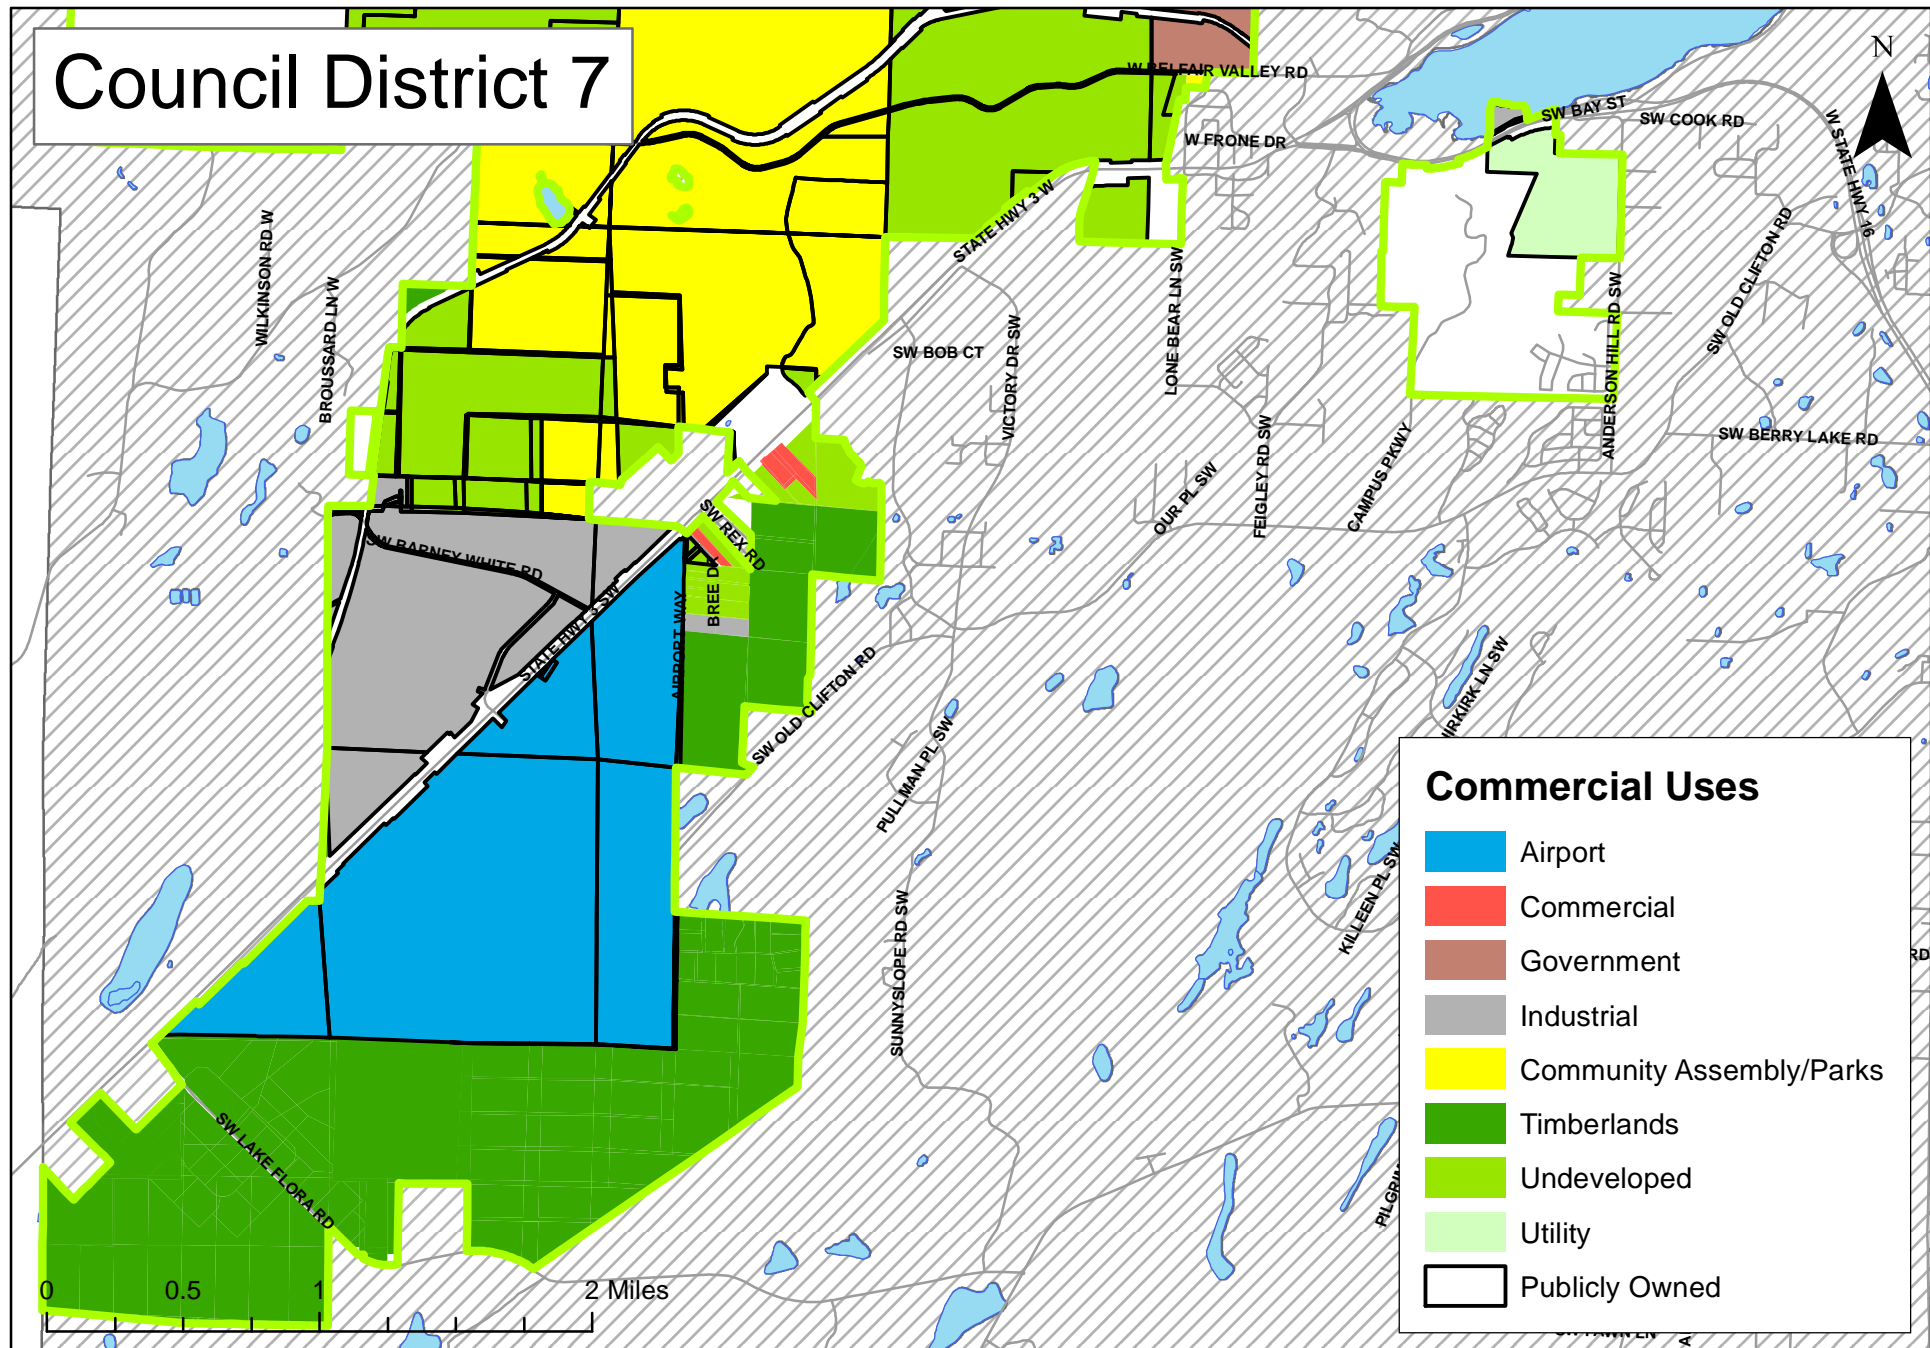 Council District 7
N
W BELFAIR VALLEY RD
SW BAY ST
SW COOK RD
W FRONE DR
W STATE HWY 16
STATE HWY 3 W
WILKINSON RD W
BROUSSARD LN W
LONE BEAR LN SW
ANDERSON HILL RD SW
SW OLD CLIFTON RD
SW BOB CT
VICTORY DR SW
SW BERRY LAKE RD
FEIGLEY RD SW
CAMPUS PKWY
OUR PL SW
SW REX RD
SW BARNEY WHITE RD
BREE DR
STATE HWY 3 SW
AIRPORT WAY
SW OLD CLIFTON RD
PULLMAN PL SW
KILLEEN PL SW
SUNNYSLOPE RD SW
RD
SW LAKE FLORA RD
Commercial Uses
Airport
Commercial
Government
Industrial
Community Assembly/Parks
Timberlands
Undeveloped
Utility
Publicly Owned
0 0.5 1 2 Miles